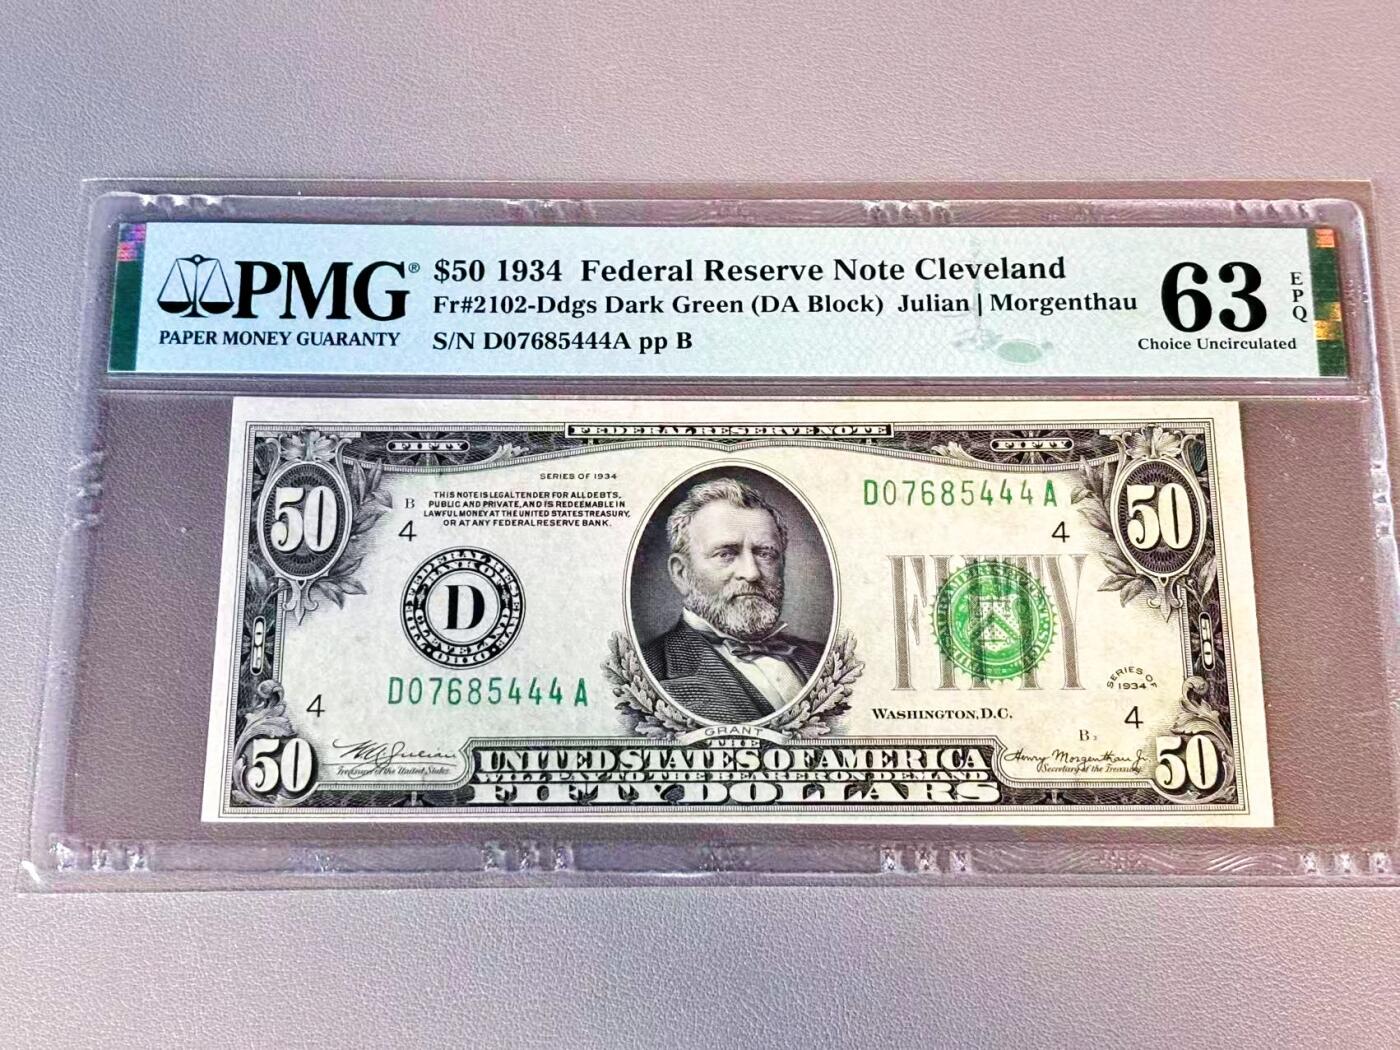 PMG®
PAPER MONEY GUARANTY
$50 1934 Federal Reserve Note Cleveland
Fr#2102-Ddgs Dark Green (DA Block) Julian | Morgenthau
S/N D07685444A pp B
63
EPQ
Choice Uncirculated
FEDERAL RESERVE NOTE
FIFTY
FIFTY
50
50
SERIES OF 1934
B
THIS NOTE IS LEGAL TENDER FOR ALL DEBTS,
PUBLIC AND PRIVATE, AND IS REDEEMABLE IN
LAWFUL MONEY AT THE UNITED STATES TREASURY,
OR AT ANY FEDERAL RESERVE BANK.
D07685444A
4
4
D
FIFTY
D07685444A
SERIES OF
1934
4
GRANT
WASHINGTON, D.C.
4
B
W A Julian
Treasurer of the United States.
Henry Morgenthau Jr.
Secretary of the Treasury.
50
THE
UNITED STATES OF AMERICA
WILL PAY TO THE BEARER ON DEMAND
FIFTY DOLLARS
50